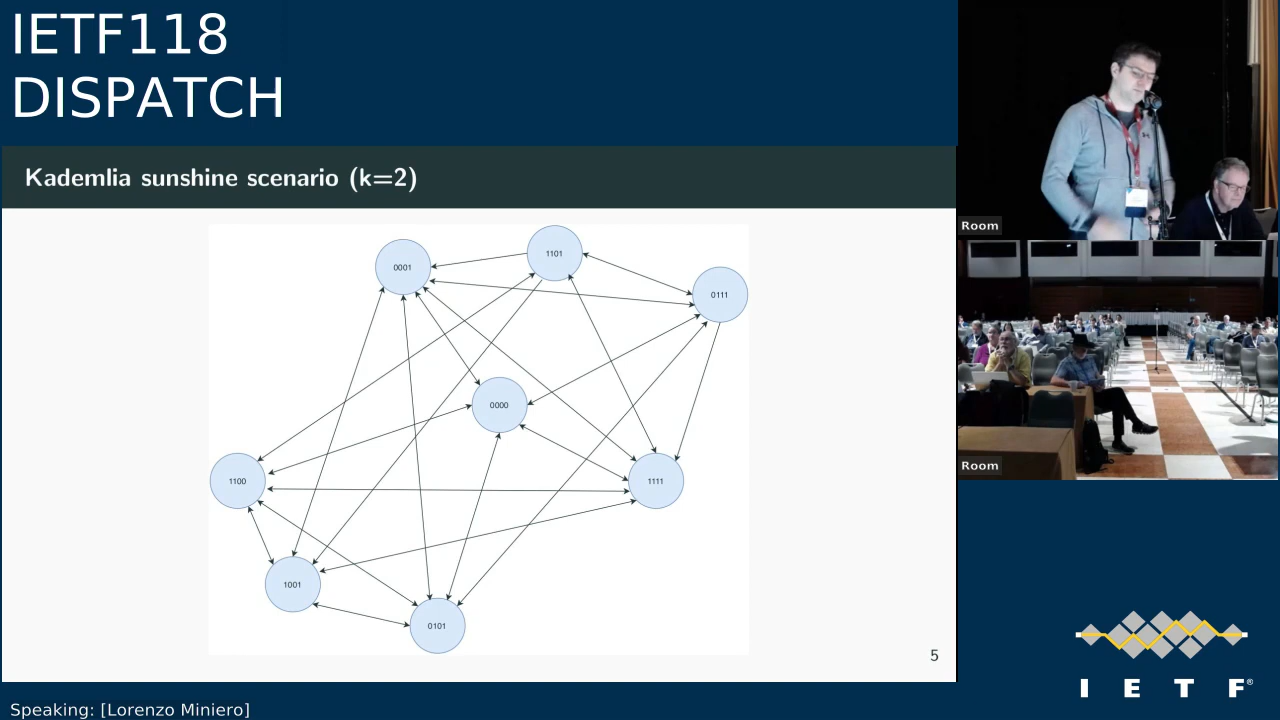 IETF118
DISPATCH
Kademlia sunshine scenario (k=2)
0001
1101
0111
0000
1100
1111
1001
0101
5
Room
Room
I E T F®
Speaking: [Lorenzo Miniero]